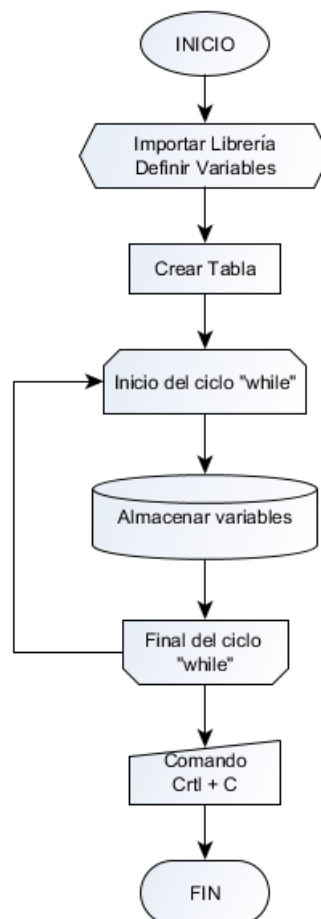 INICIO
Importar Librería
Definir Variables
Crear Tabla
Inicio del ciclo "while"
Almacenar variables
Final del ciclo
"while"
Comando
Crtl + C
FIN